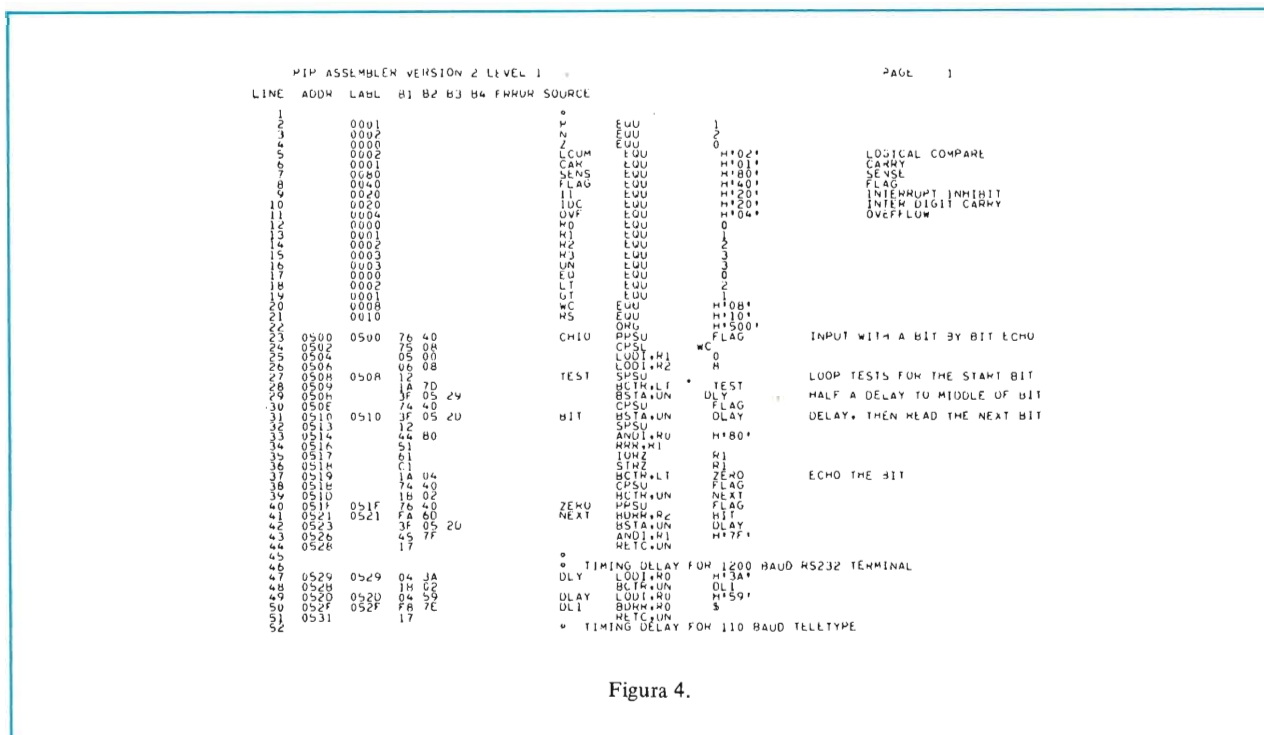 PIP ASSEMBLER VERSION 2 LEVEL 1 PAGE 1
LINE ADDR LABL B1 B2 B3 B4 ERROR SOURCE
1 *
2 0001 P EQU 1
3 0002 N EQU 2
4 0000 Z EQU 0
5 0002 LCOM EQU H'02' LOGICAL COMPARE
6 0001 CAR EQU H'01' CARRY
7 0080 SENS EQU H'80' SENSE
8 0040 FLAG EQU H'40' FLAG
9 0020 II EQU H'20' INTERRUPT INHIBIT
10 0020 IDC EQU H'20' INTER DIGIT CARRY
11 0004 OVF EQU H'04' OVEFFLOW
12 0000 R0 EQU 0
13 0001 R1 EQU 1
14 0002 R2 EQU 2
15 0003 R3 EQU 3
16 0003 UN EQU 3
17 0000 EQ EQU 0
18 0002 LT EQU 2
19 0001 GT EQU 1
20 0008 WC EQU H'08'
21 0010 RS EQU H'10'
22 ORG H'500'
23 0500 0500 76 40 CHIO PPSU FLAG INPUT WITH A BIT BY BIT ECHO
24 0502 75 08 CPSL WC
25 0504 05 00 LODI,R1 0
26 0506 06 08 LODI,R2 8
27 0508 0508 12 TEST SPSU LOOP TESTS FOR THE START BIT
28 0509 1A 7D BCTR,LT TEST
29 050B 3F 05 29 BSTA,UN DLY HALF A DELAY TO MIDDLE OF BIT
30 050E 74 40 CPSU FLAG
31 0510 0510 3F 05 2D BIT BSTA,UN DLAY DELAY, THEN READ THE NEXT BIT
32 0513 12 SPSU
33 0514 44 80 ANDI,R0 H'80'
34 0516 51 RRR,R1
35 0517 61 IORZ R1
36 0518 C1 STRZ R1
37 0519 1A 04 BCTR,LT ZERO ECHO THE BIT
38 051B 74 40 CPSU FLAG
39 051D 1B 02 BCTR,UN NEXT
40 051F 051F 76 40 ZERO PPSU FLAG
41 0521 0521 FA 6D NEXT BDRR,R2 BIT
42 0523 3F 05 2D BSTA,UN DLAY
43 0526 45 7F ANDI,R1 H'7F'
44 0528 17 RETC,UN
45 *
46 * TIMING DELAY FOR 1200 BAUD RS232 TERMINAL
47 0529 0529 04 3A DLY LODI,R0 H'3A'
48 052B 1B 02 BCTR,UN DL1
49 052D 052D 04 59 DLAY LODI,R0 H'59'
50 052F 052F F8 7E DL1 BDRR,R0 $
51 0531 17 RETC,UN
52 * TIMING DELAY FOR 110 BAUD TELETYPE
Figura 4.